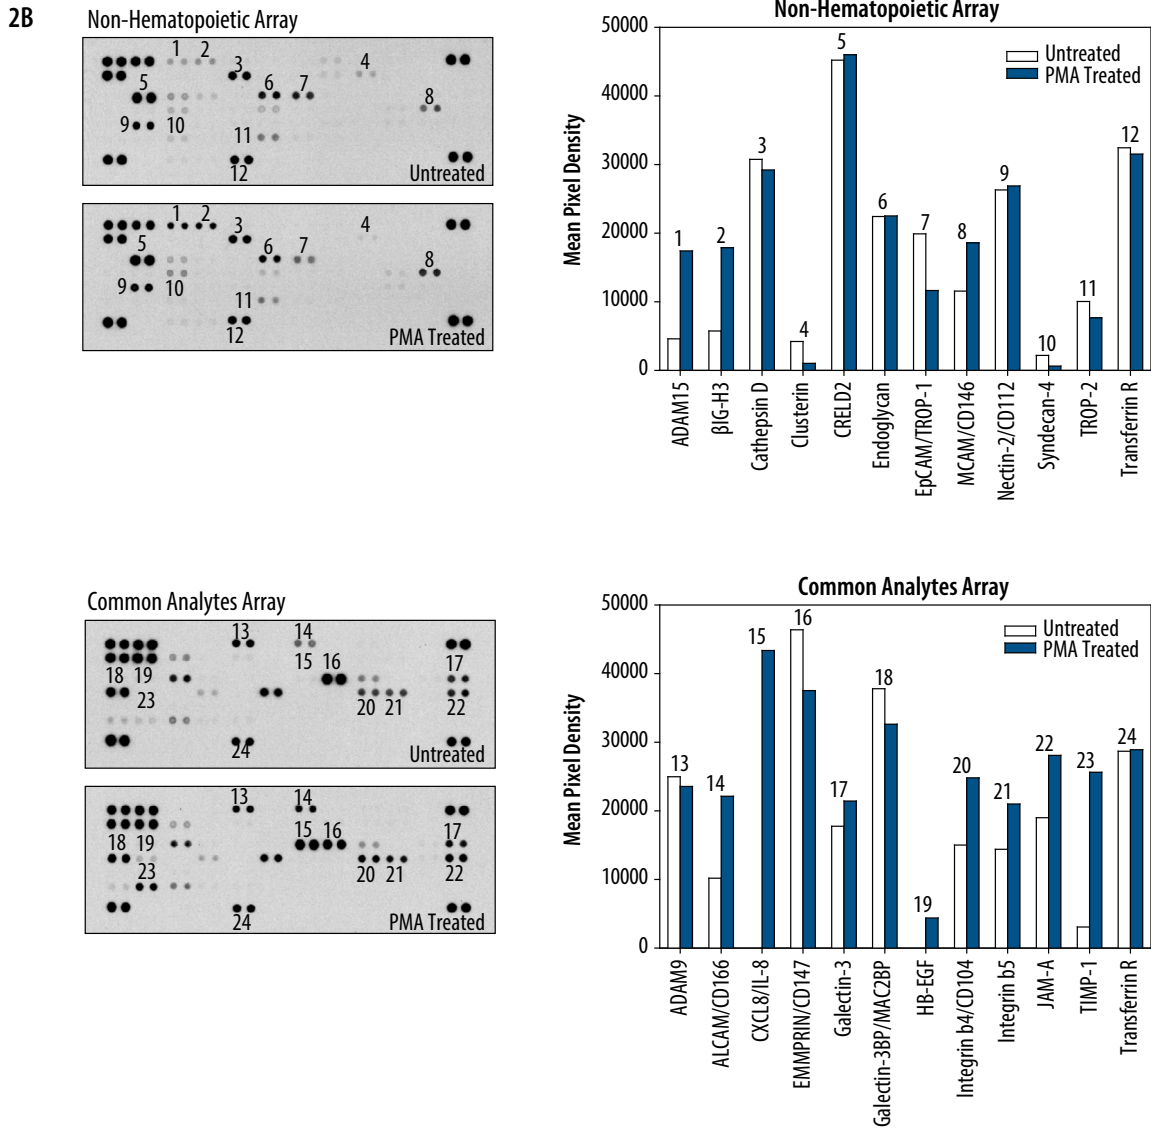 2B
Non-Hematopoietic Array
1 2
3
4
5
6
7
8
9
10
11
12
Untreated
1 2
3
4
5
6
7
8
9
10
11
12
PMA Treated
Non-Hematopoietic Array
Mean Pixel Density
50000
40000
30000
20000
10000
0
Untreated
PMA Treated
1
2
3
4
5
6
7
8
9
10
11
12
ADAM15
βIG-H3
Cathepsin D
Clusterin
CRELD2
Endoglycan
EpCAM/TROP-1
MCAM/CD146
Nectin-2/CD112
Syndecan-4
TROP-2
Transferrin R
Common Analytes Array
13
14
15 16
17
18 19
20 21
22
23
24
Untreated
13
14
15 16
17
18 19
20 21
22
23
24
PMA Treated
Common Analytes Array
Mean Pixel Density
50000
40000
30000
20000
10000
0
Untreated
PMA Treated
13
14
15
16
17
18
19
20
21
22
23
24
ADAM9
ALCAM/CD166
CXCL8/IL-8
EMMPRIN/CD147
Galectin-3
Galectin-3BP/MAC2BP
HB-EGF
Integrin b4/CD104
Integrin b5
JAM-A
TIMP-1
Transferrin R